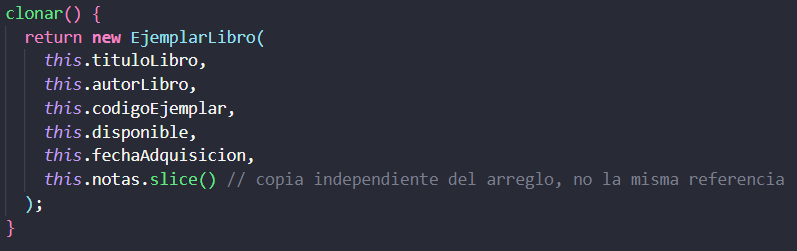 clonar() {
  return new EjemplarLibro(
    this.tituloLibro,
    this.autorLibro,
    this.codigoEjemplar,
    this.disponible,
    this.fechaAdquisicion,
    this.notas.slice() // copia independiente del arreglo, no la misma referencia
  );
}